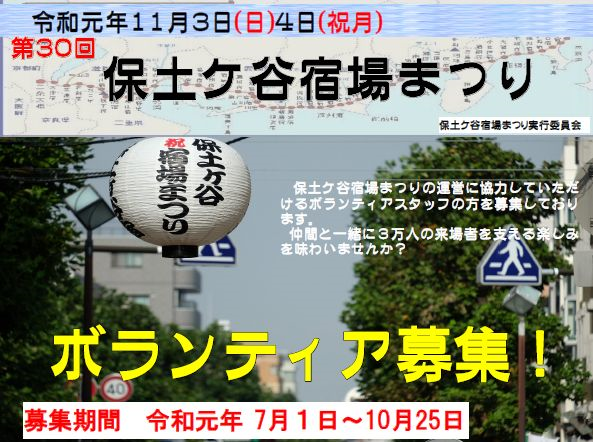 令和元年11月3日(日)4日(祝月)
第30回
保土ケ谷宿場まつり
保土ケ谷宿場まつり実行委員会
保土ケ谷
祝
宿場まつり
保土ケ谷宿場まつりの運営に協力していただ
けるボランティアスタッフの方を募集しており
ます。
仲間と一緒に3万人の来場者を支える楽しみ
を味わいませんか?
ボランティア募集!
40
募集期間 令和元年 7月1日~10月25日